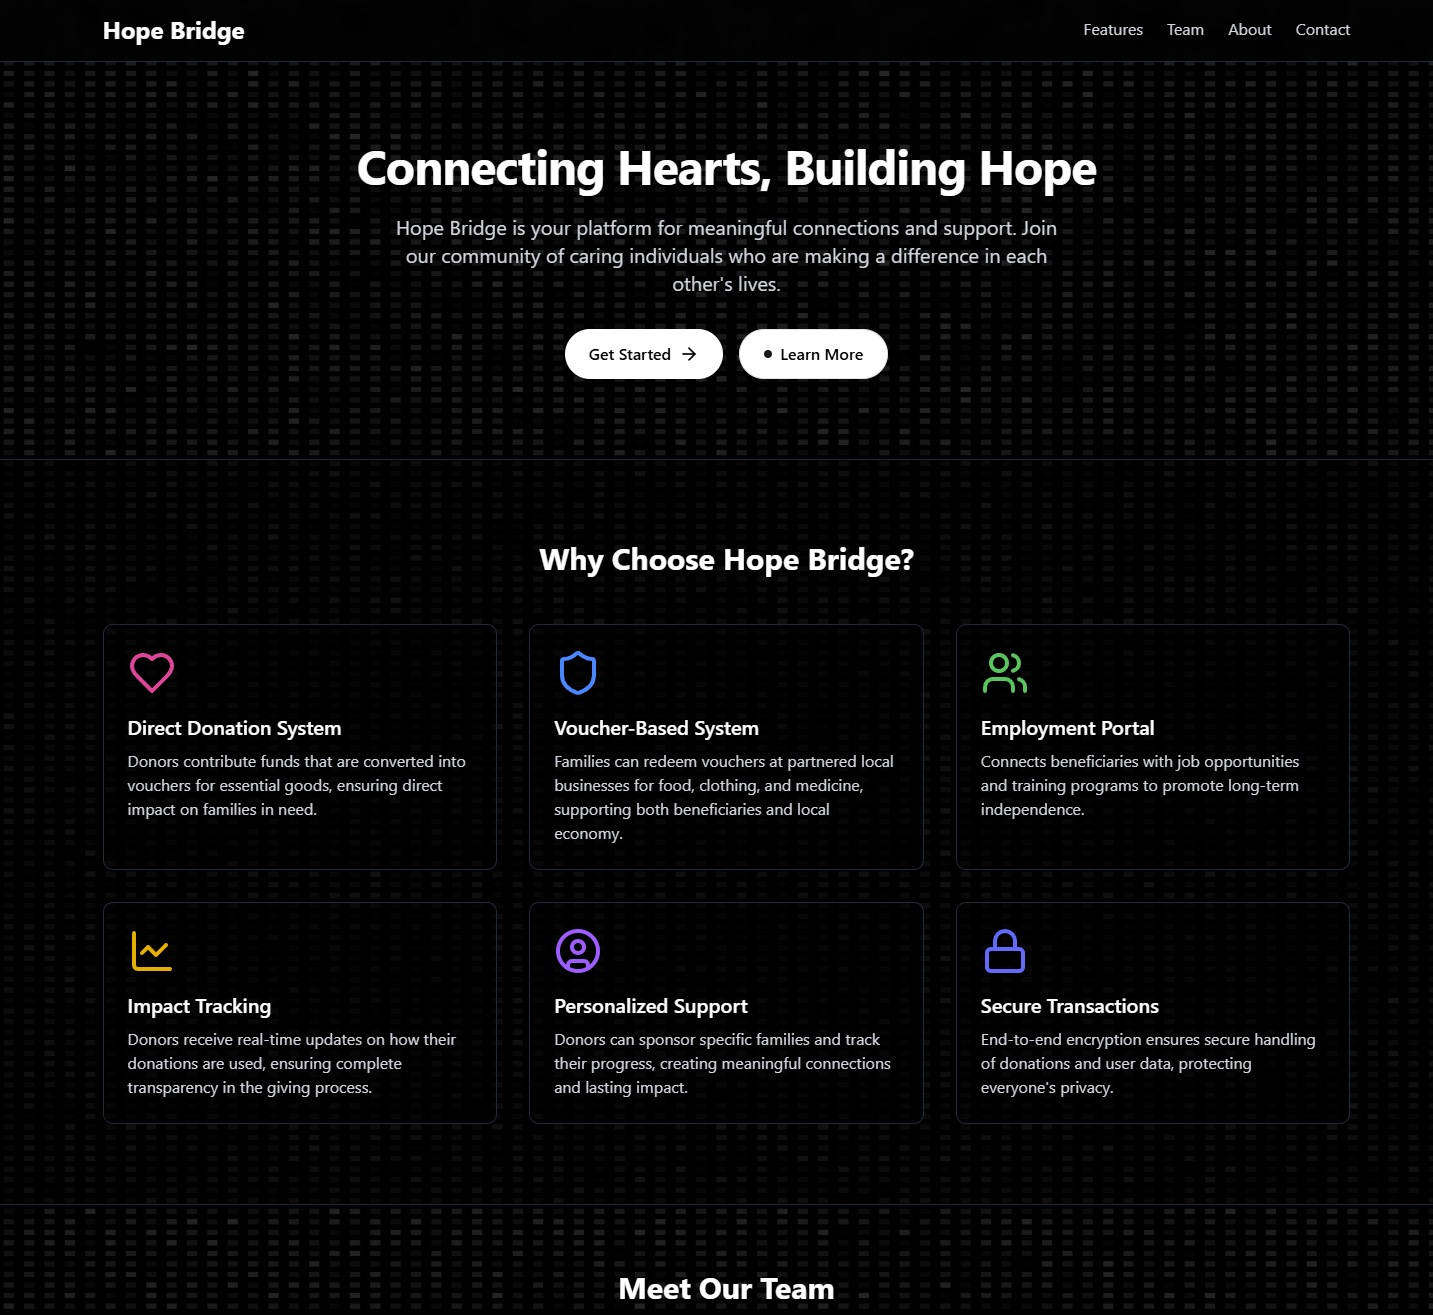 Hope Bridge
Features Team About Contact
Connecting Hearts, Building Hope
Hope Bridge is your platform for meaningful connections and support. Join
our community of caring individuals who are making a difference in each
other's lives.
Get Started
Learn More
Why Choose Hope Bridge?
Direct Donation System
Donors contribute funds that are converted into
vouchers for essential goods, ensuring direct
impact on families in need.
Voucher-Based System
Families can redeem vouchers at partnered local
businesses for food, clothing, and medicine,
supporting both beneficiaries and local
economy.
Employment Portal
Connects beneficiaries with job opportunities
and training programs to promote long-term
independence.
Impact Tracking
Donors receive real-time updates on how their
donations are used, ensuring complete
transparency in the giving process.
Personalized Support
Donors can sponsor specific families and track
their progress, creating meaningful connections
and lasting impact.
Secure Transactions
End-to-end encryption ensures secure handling
of donations and user data, protecting
everyone's privacy.
Meet Our Team